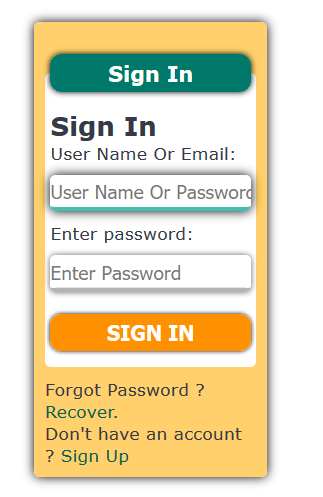 Sign In
Sign In
User Name Or Email:
User Name Or Password
Enter password:
Enter Password
SIGN IN
Forgot Password ?
Recover.
Don't have an account
? Sign Up